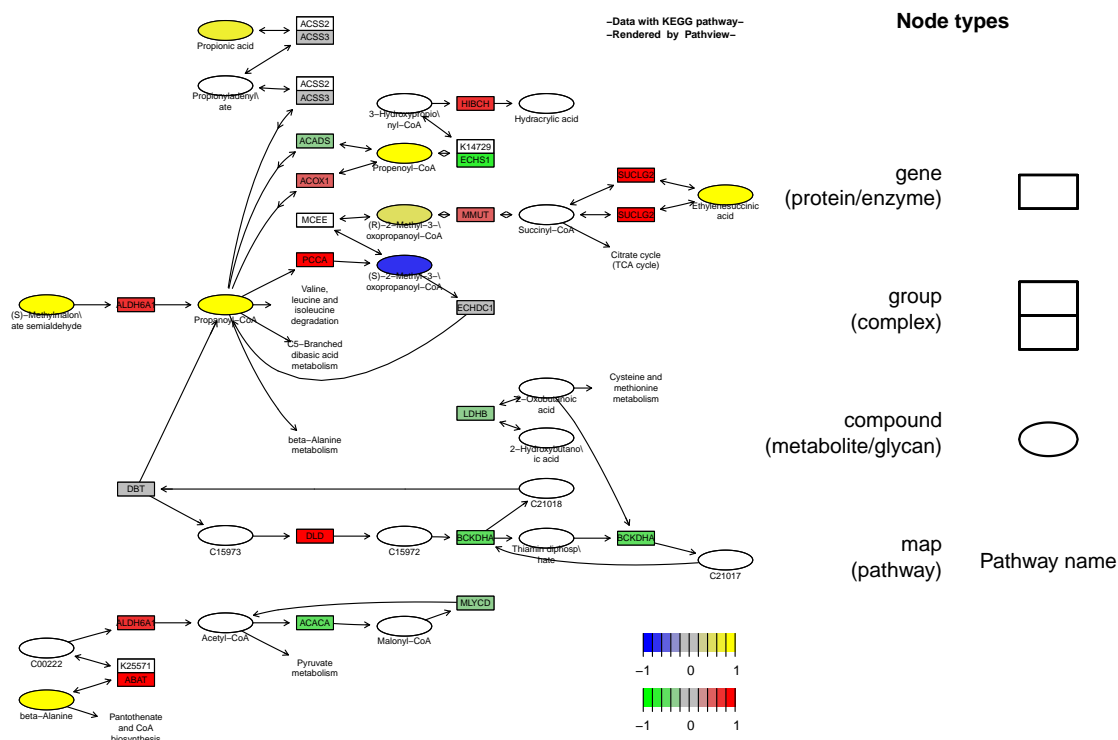 −Data with KEGG pathway−
−Rendered by Pathview−
Node types
ACSS2
ACSS3
Propionic acid
ACSS2
ACSS3
Propionyladenyl\
ate
3−Hydroxypropio\
nyl−CoA
HIBCH
Hydracrylic acid
ACADS
Propenoyl−CoA
K14729
ECHS1
ACOX1
SUCLG2
Ethylenesuccinic
acid
gene
(protein/enzyme)
MCEE
(R)−2−Methyl−3−\
oxopropanoyl−CoA
MMUT
Succinyl−CoA
SUCLG2
Citrate cycle
(TCA cycle)
PCCA
(S)−2−Methyl−3−\
oxopropanoyl−CoA
Valine,
leucine and
isoleucine
degradation
(S)−Methylmalon\
ate semialdehyde
ALDH6A1
Propanoyl−CoA
ECHDC1
group
(complex)
C5−Branched
dibasic acid
metabolism
Cysteine and
methionine
metabolism
2−Oxobutanoic
acid
LDHB
2−Hydroxybutano\
ic acid
compound
(metabolite/glycan)
beta−Alanine
metabolism
DBT
C21018
C15973
DLD
C15972
BCKDHA
Thiamin diphosp\
hate
BCKDHA
C21017
map
(pathway)
Pathway name
ALDH6A1
Acetyl−CoA
ACACA
Malonyl−CoA
MLYCD
C00222
K25571
ABAT
Pyruvate
metabolism
beta−Alanine
Pantothenate
and CoA
biosynthesis
−1 0 1
−1 0 1